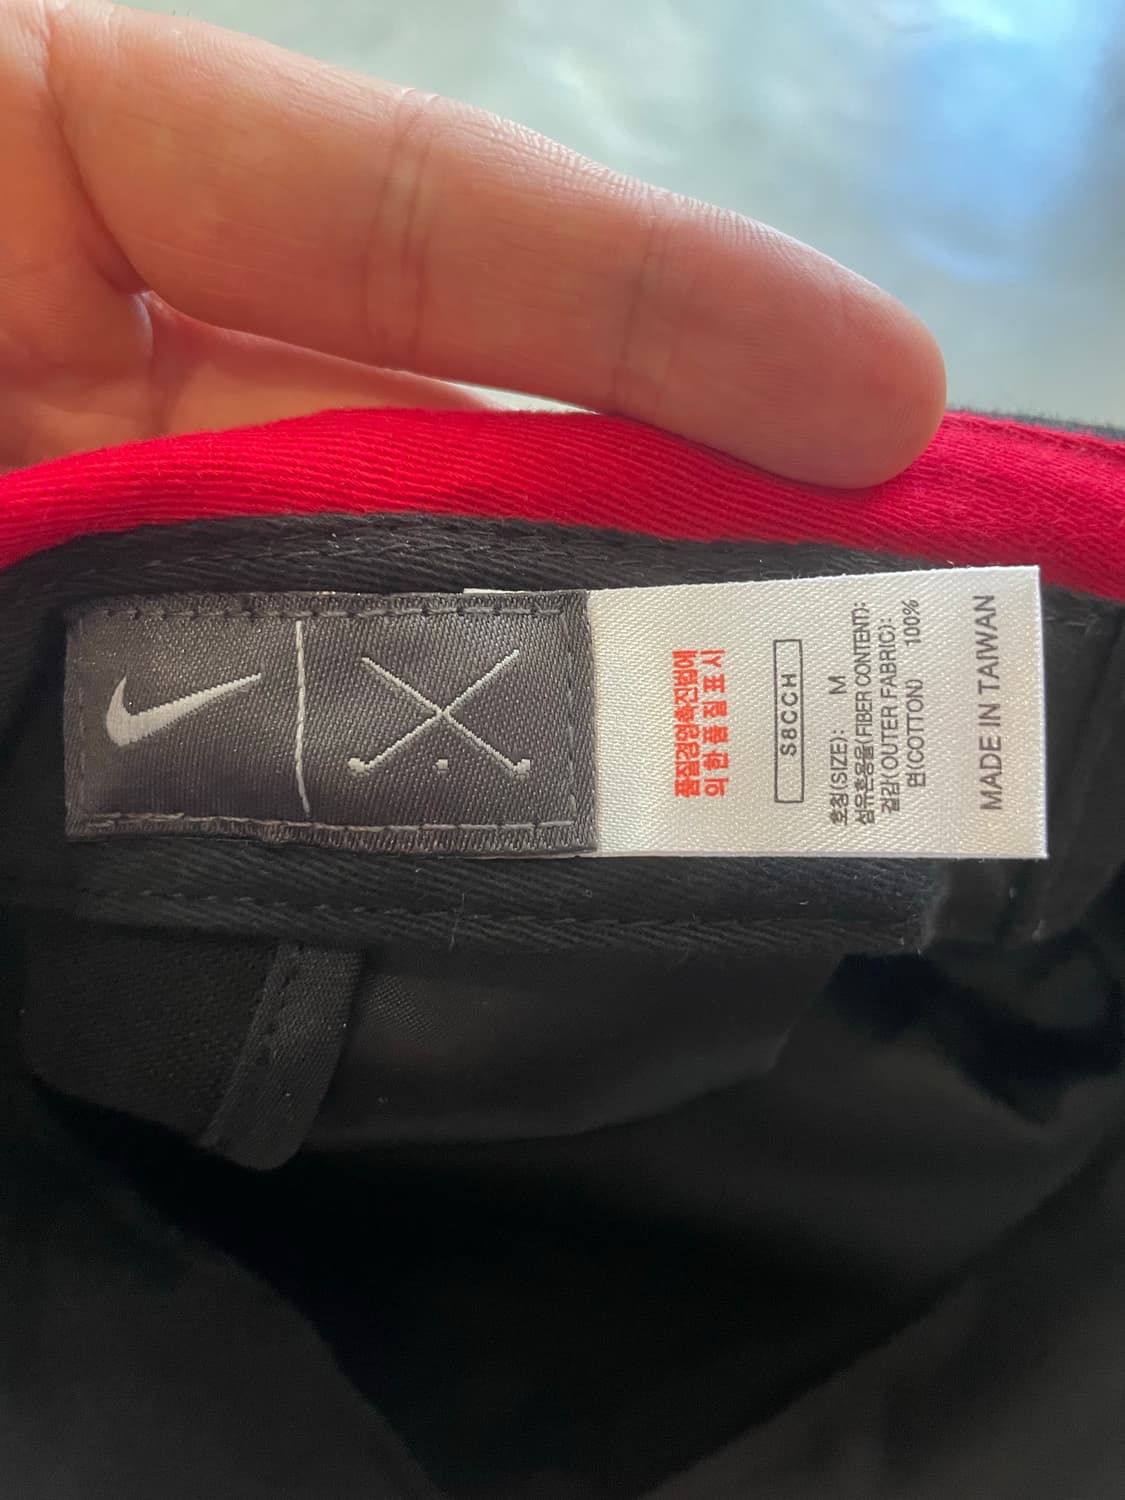 품질경영촉진법에
의한 품질표시
S8CCH
호칭(SIZE): M
섬유혼용율(FIBER CONTENT):
겉감(OUTER FABRIC):
면(COTTON) 100%
MADE IN TAIWAN